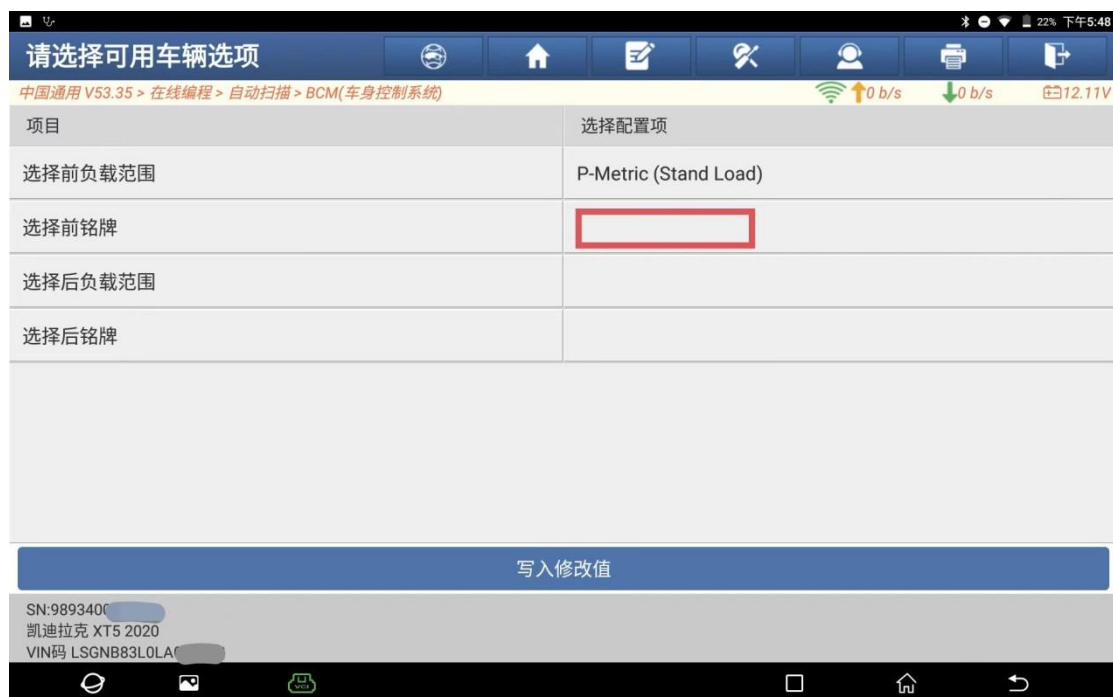 22% 下午5:48
请选择可用车辆选项
中国通用 V53.35 > 在线编程 > 自动扫描 > BCM(车身控制系统) 0 b/s 0 b/s 12.11V
项目 选择配置项
选择前负载范围 P-Metric (Stand Load)
选择前铭牌
选择后负载范围
选择后铭牌
写入修改值
SN:9893400
凯迪拉克 XT5 2020
VIN码 LSGNB83L0LA
VCI